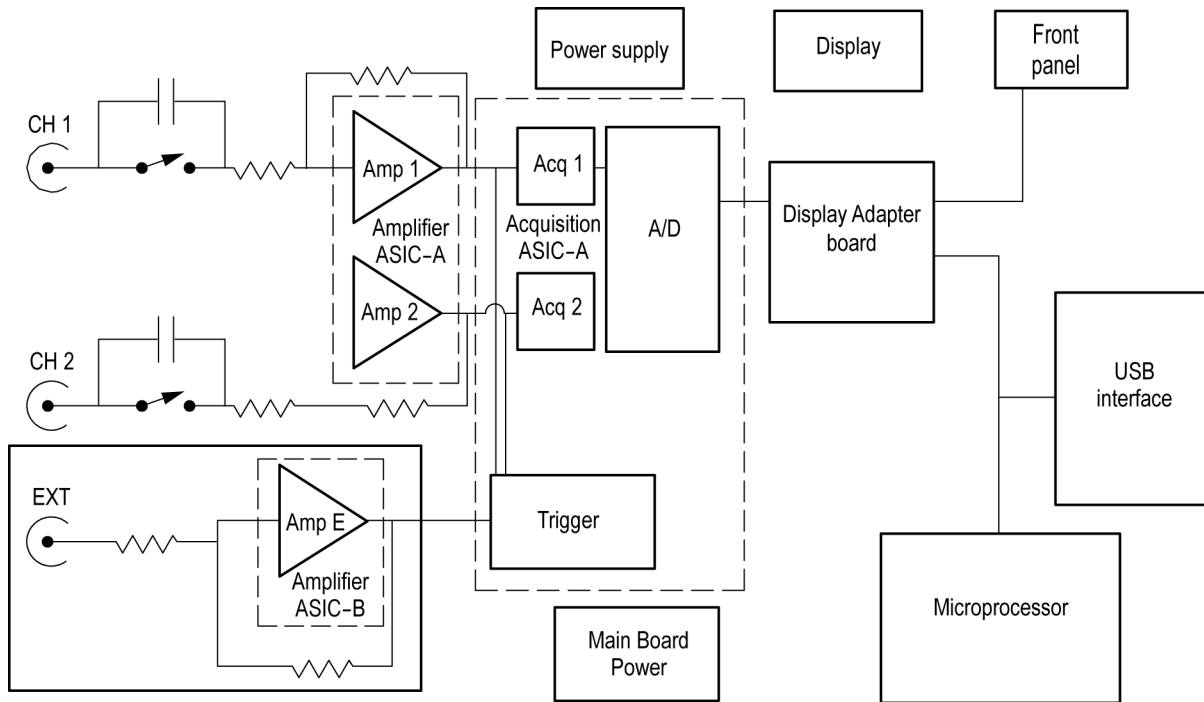 Power supply
Display
Front
panel
CH 1
Amp 1
Acq 1
Amplifier
ASIC-A
Acquisition
ASIC-A
A/D
Display Adapter
board
Amp 2
Acq 2
CH 2
USB
interface
EXT
Amp E
Trigger
Amplifier
ASIC-B
Microprocessor
Main Board
Power